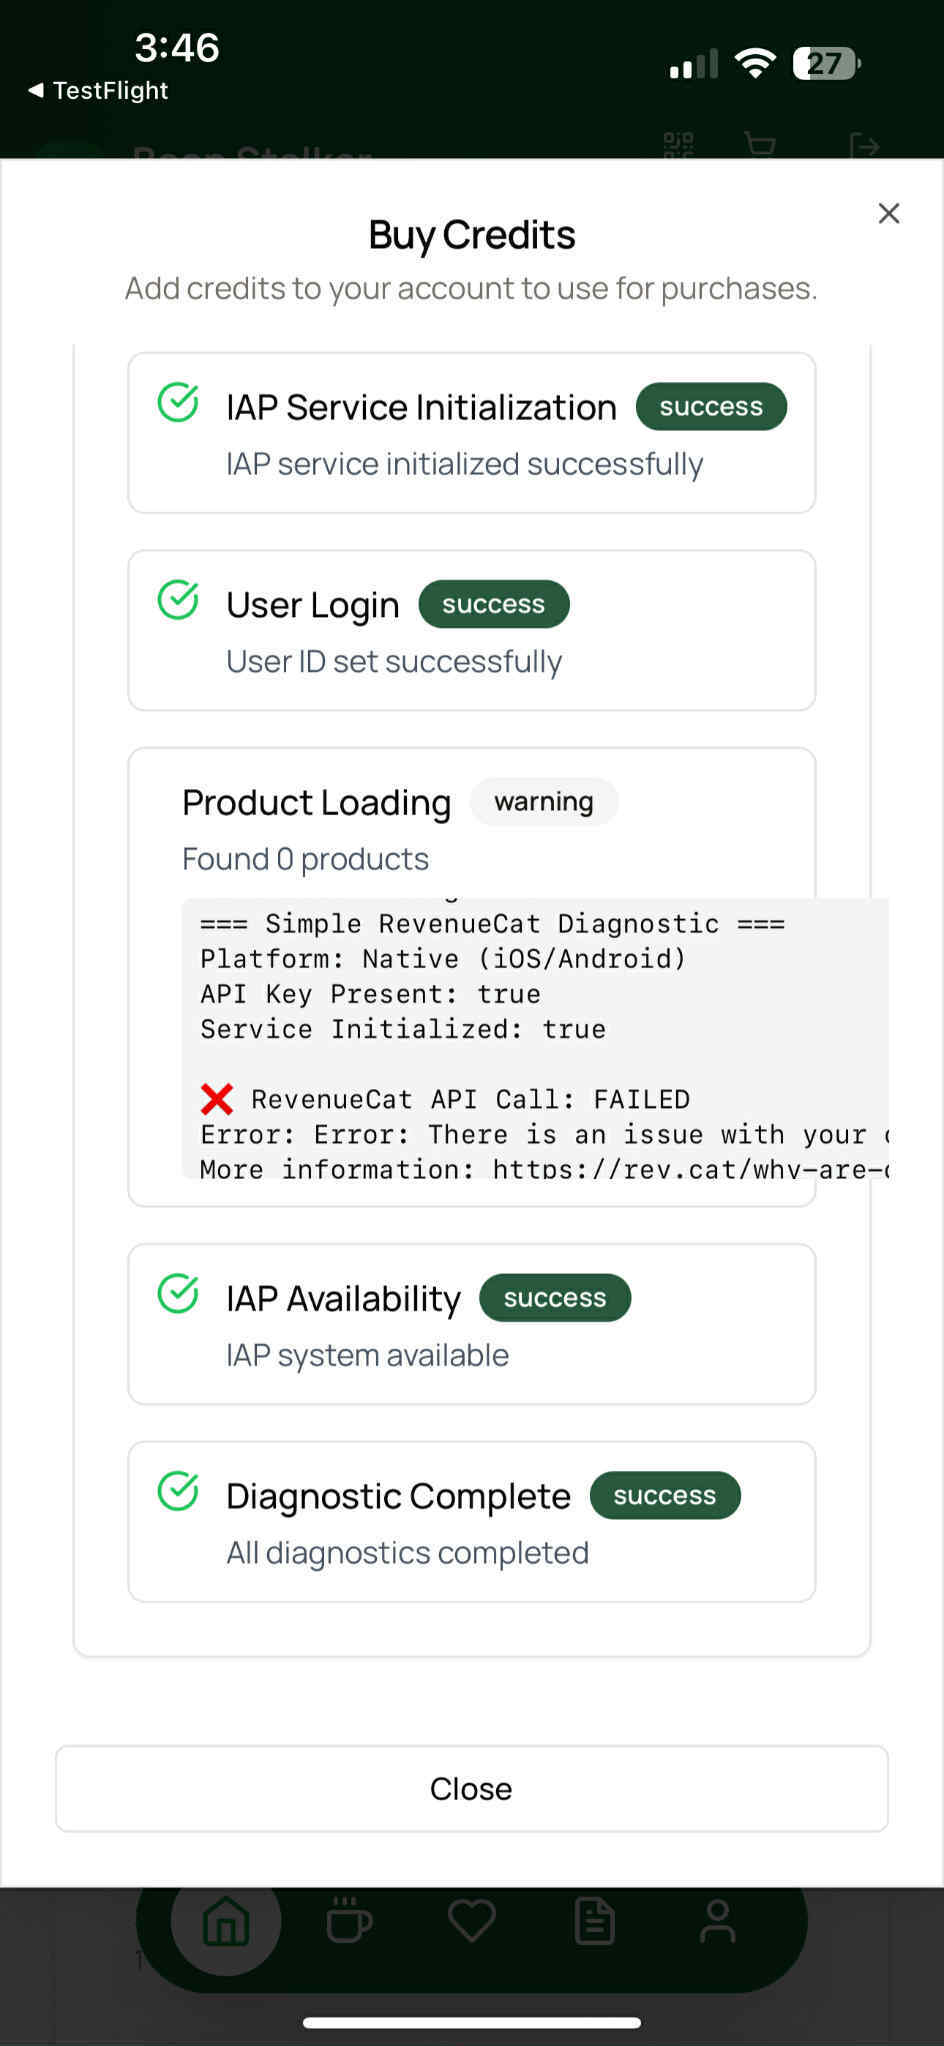 3:46
27
◀ TestFlight
Buy Credits
Add credits to your account to use for purchases.
IAP Service Initialization
success
IAP service initialized successfully
User Login
success
User ID set successfully
Product Loading
warning
Found 0 products
=== Simple RevenueCat Diagnostic ===
Platform: Native (iOS/Android)
API Key Present: true
Service Initialized: true
❌ RevenueCat API Call: FAILED
Error: Error: There is an issue with your
More information: https://rev.cat/why-are-
IAP Availability
success
IAP system available
Diagnostic Complete
success
All diagnostics completed
Close